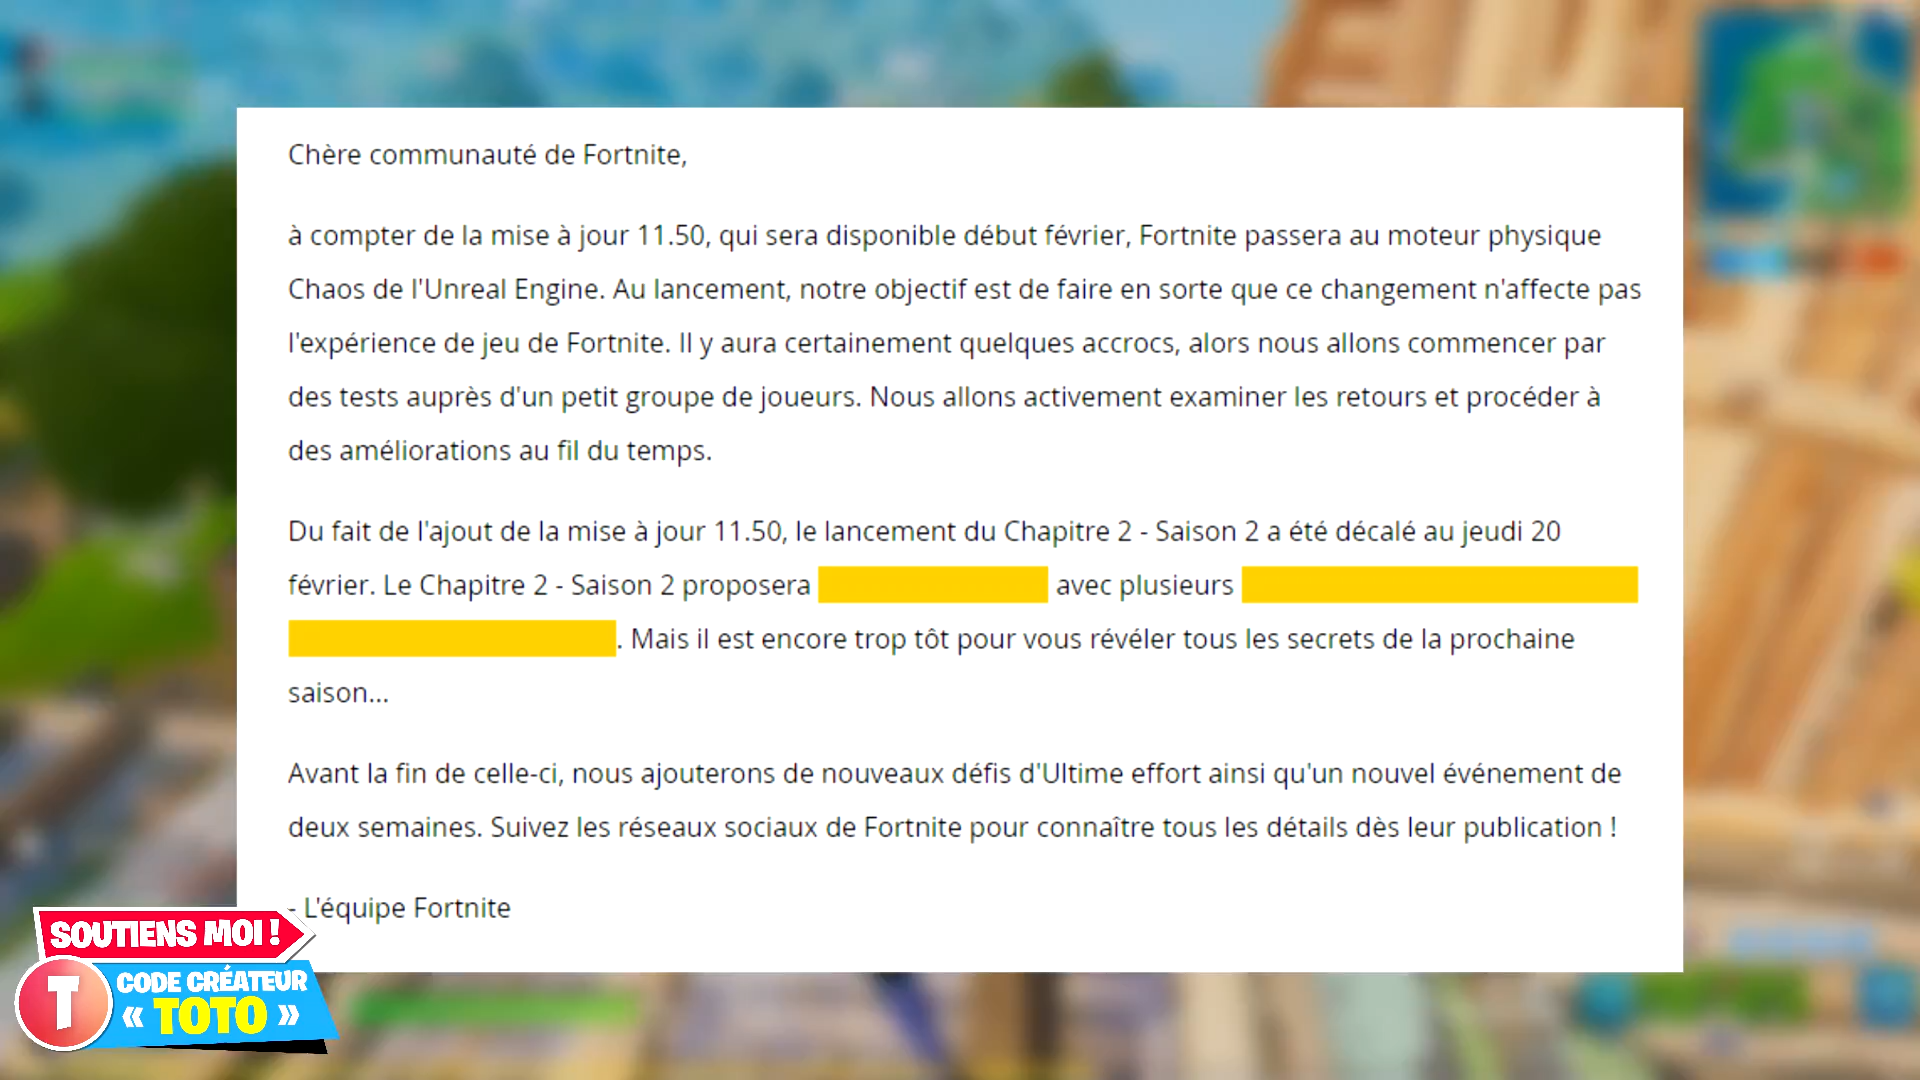 Chère communauté de Fortnite,
à compter de la mise à jour 11.50, qui sera disponible début février, Fortnite passera au moteur physique
Chaos de l'Unreal Engine. Au lancement, notre objectif est de faire en sorte que ce changement n'affecte pas
l'expérience de jeu de Fortnite. Il y aura certainement quelques accrocs, alors nous allons commencer par
des tests auprès d'un petit groupe de joueurs. Nous allons activement examiner les retours et procéder à
des améliorations au fil du temps.
Du fait de l'ajout de la mise à jour 11.50, le lancement du Chapitre 2 - Saison 2 a été décalé au jeudi 20
février. Le Chapitre 2 - Saison 2 proposera avec plusieurs
. Mais il est encore trop tôt pour vous révéler tous les secrets de la prochaine
saison...
Avant la fin de celle-ci, nous ajouterons de nouveaux défis d'Ultime effort ainsi qu'un nouvel événement de
deux semaines. Suivez les réseaux sociaux de Fortnite pour connaître tous les détails dès leur publication !
- L'équipe Fortnite
SOUTIENS MOI !
T
CODE CRÉATEUR
« TOTO »